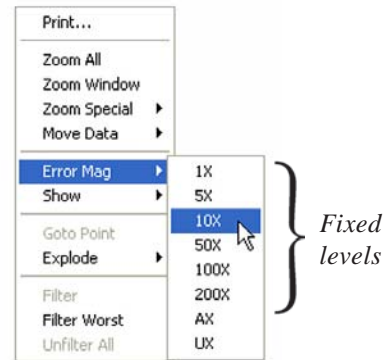 Print...
Zoom All
Zoom Window
Zoom Special
Move Data
Error Mag
Show
Goto Point
Explode
Filter
Filter Worst
Unfilter All
1X
5X
10X
50X
100X
200X
AX
UX
Fixed
levels